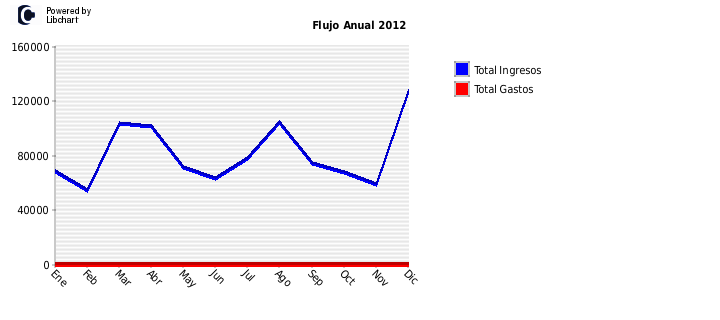 Powered by
Libchart
Flujo Anual 2012
160000
120000
80000
40000
0
Ene
Feb
Mar
Abr
May
Jun
Jul
Ago
Sep
Oct
Nov
Dic
Total Ingresos
Total Gastos